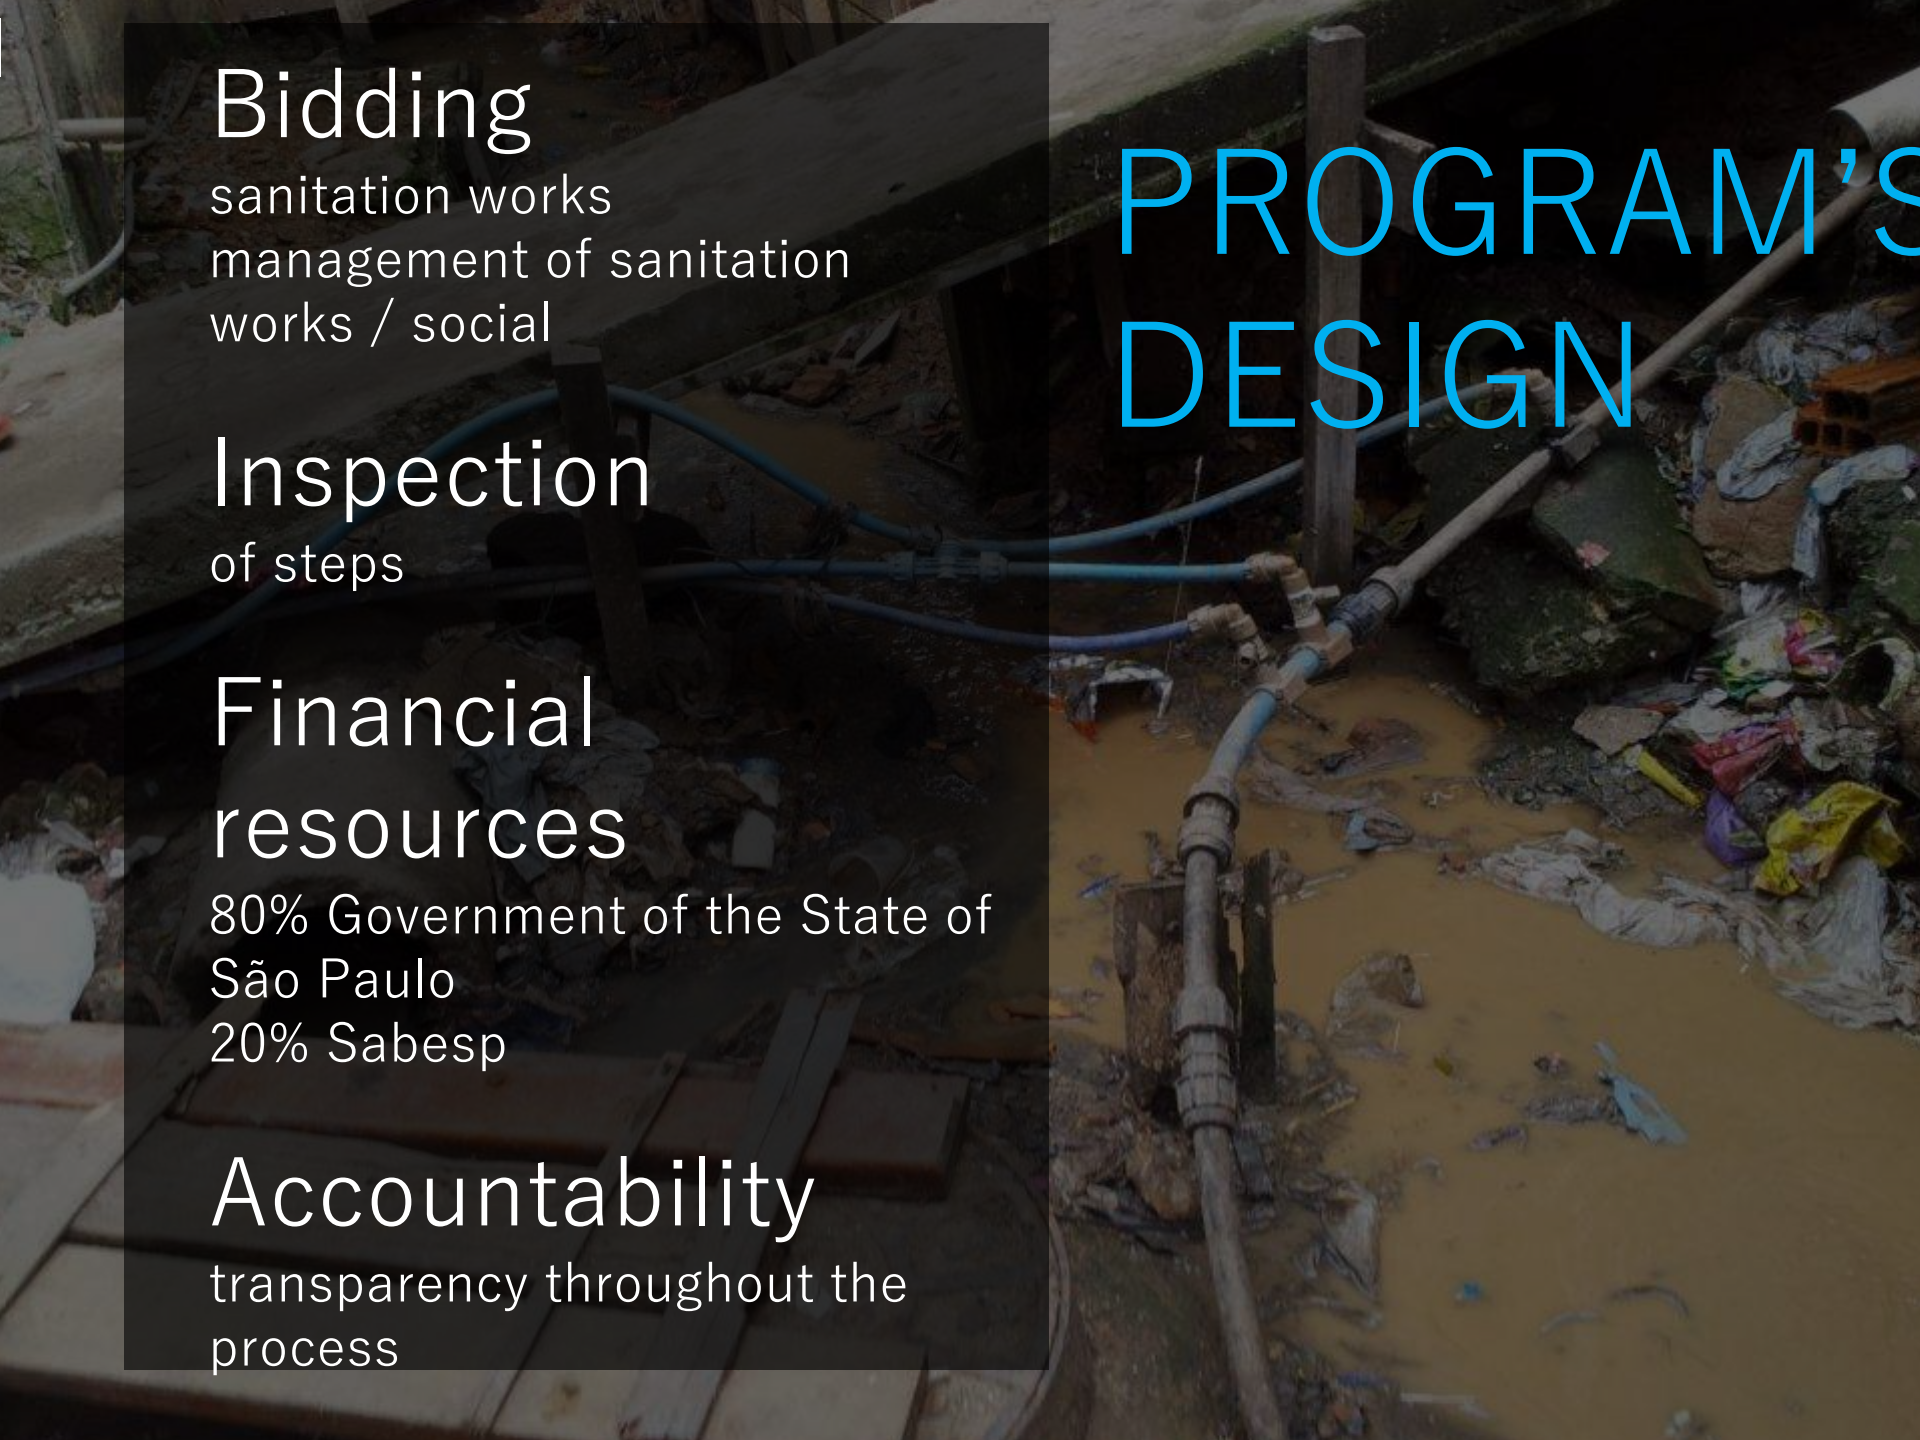 Bidding
sanitation works
management of sanitation
works / social
Inspection
of steps
Financial
resources
80% Government of the State of
São Paulo
20% Sabesp
Accountability
transparency throughout the
process
PROGRAM’S
DESIGN